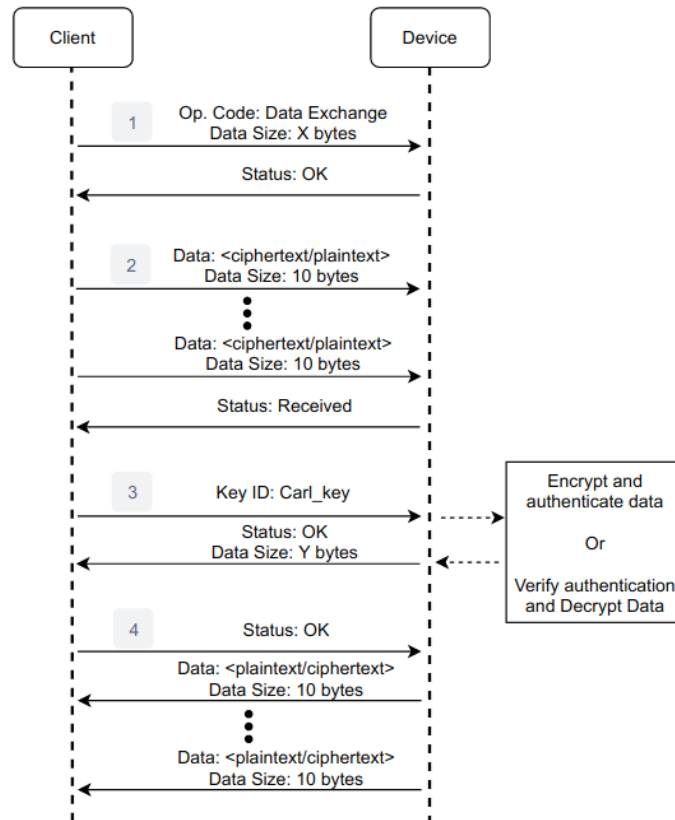 Client
Device
1
Op. Code: Data Exchange
Data Size: X bytes
Status: OK
2
Data: <ciphertext/plaintext>
Data Size: 10 bytes
Data: <ciphertext/plaintext>
Data Size: 10 bytes
Status: Received
3
Key ID: Carl_key
Status: OK
Data Size: Y bytes
Encrypt and
authenticate data
Or
Verify authentication
and Decrypt Data
4
Status: OK
Data: <plaintext/ciphertext>
Data Size: 10 bytes
Data: <plaintext/ciphertext>
Data Size: 10 bytes